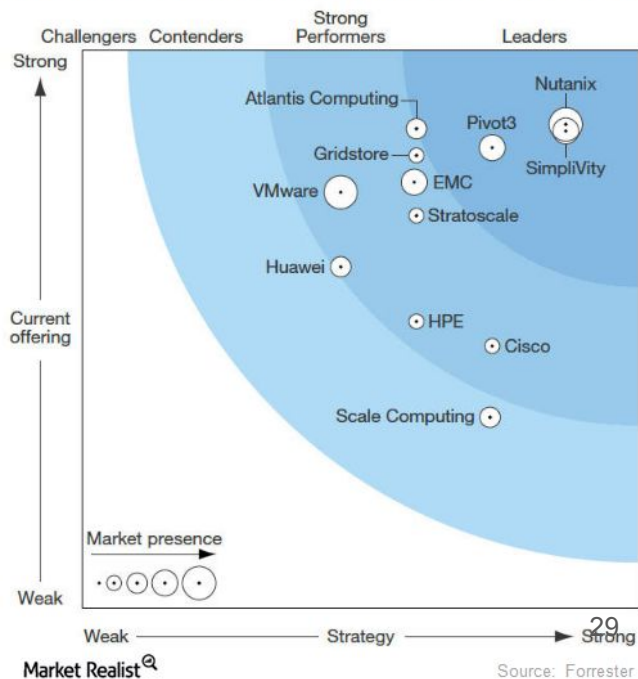 Challengers Contenders Strong Performers Leaders
Strong
Nutanix
Atlantis Computing
Pivot3
Gridstore
SimpliVity
EMC
VMware
Stratoscale
Huawei
Current offering
HPE
Cisco
Scale Computing
Market presence
Weak
29
Weak Strategy Strong
Market Realist
Source: Forrester